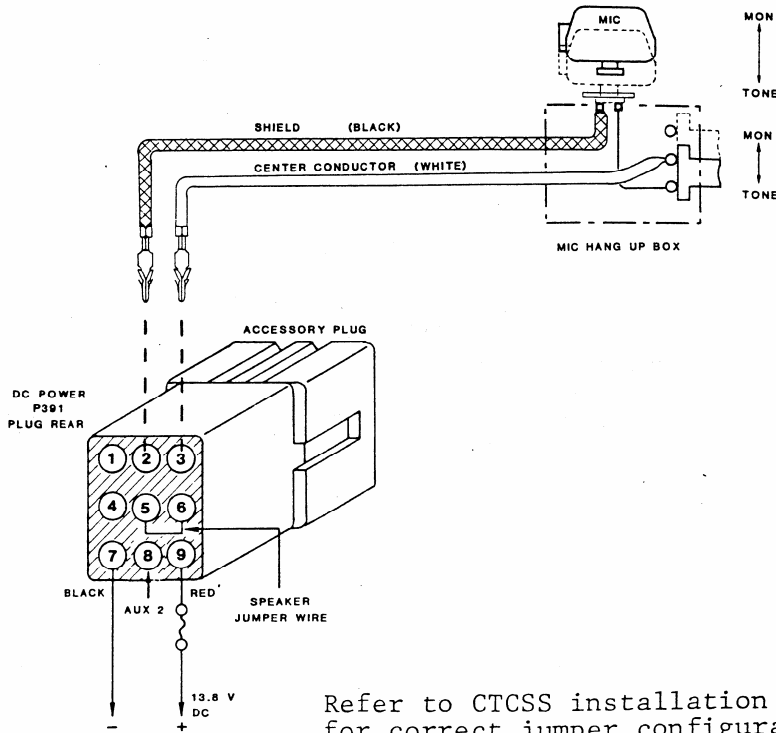 MIC
MON
TONE
SHIELD (BLACK)
MON
CENTER CONDUCTOR (WHITE)
TONE
MIC HANG UP BOX
ACCESSORY PLUG
DC POWER
P391
PLUG REAR
1 2 3
4 5 6
7 8 9
BLACK
AUX 2
RED
SPEAKER
JUMPER WIRE
13.8 V
DC
- +
Refer to CTCSS installation
for correct jumper configura